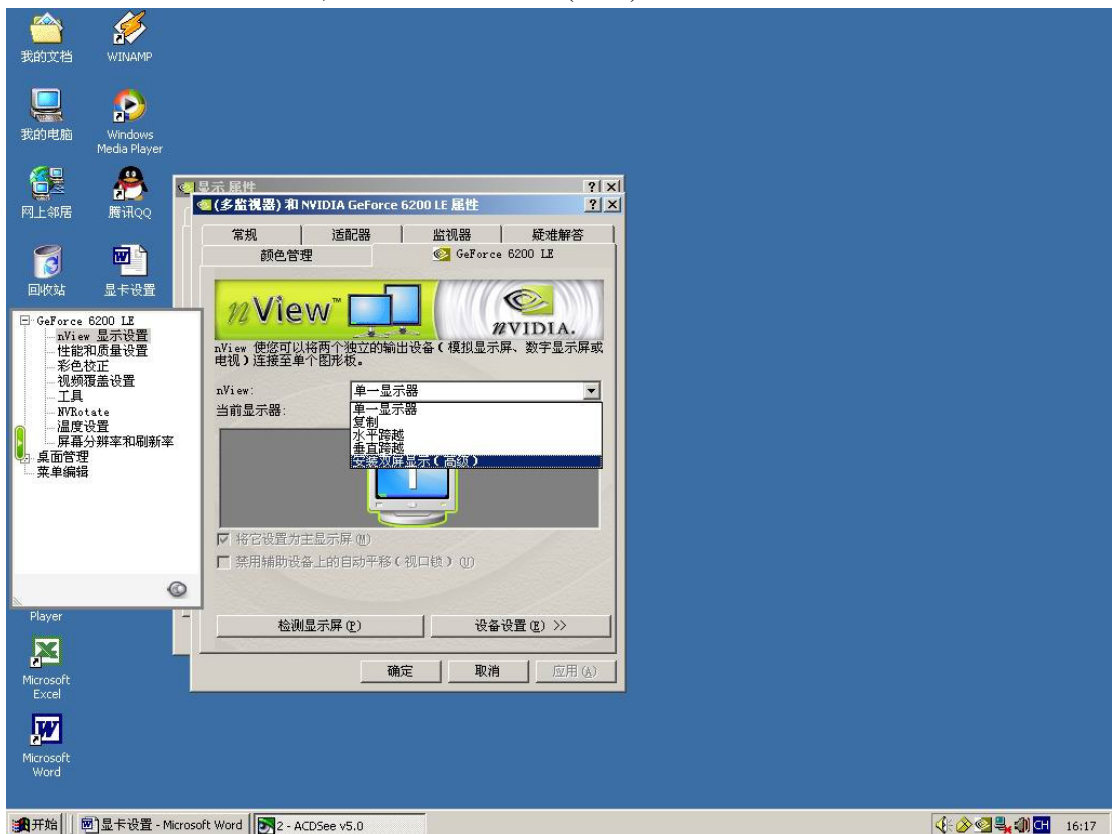 我的文档
WINAMP
我的电脑
Windows
Media Player
网上邻居
腾讯QQ
回收站
显卡设置
显示 属性
(多监视器) 和 NVIDIA GeForce 6200 LE 属性
常规
适配器
监视器
疑难解答
颜色管理
GeForce 6200 LE
nView™
NVIDIA.
nView 使您可以将两个独立的输出设备(模拟显示屏、数字显示屏或
电视)连接至单个图形板。
nView:
单一显示器
当前显示器:
单一显示器
复制
水平跨越
垂直跨越
安装双屏显示(高级)
1
将它设置为主显示屏(M)
禁用辅助设备上的自动平移(视口锁)(U)
检测显示屏(P)
设备设置(E) >>
确定
取消
应用(A)
GeForce 6200 LE
nView 显示设置
性能和质量设置
彩色校正
视频覆盖设置
工具
NVRotate
温度设置
屏幕分辨率和刷新率
桌面管理
菜单编辑
Player
Microsoft
Excel
Microsoft
Word
开始
显卡设置 - Microsoft Word
2 - ACDSee v5.0
CH
16:17